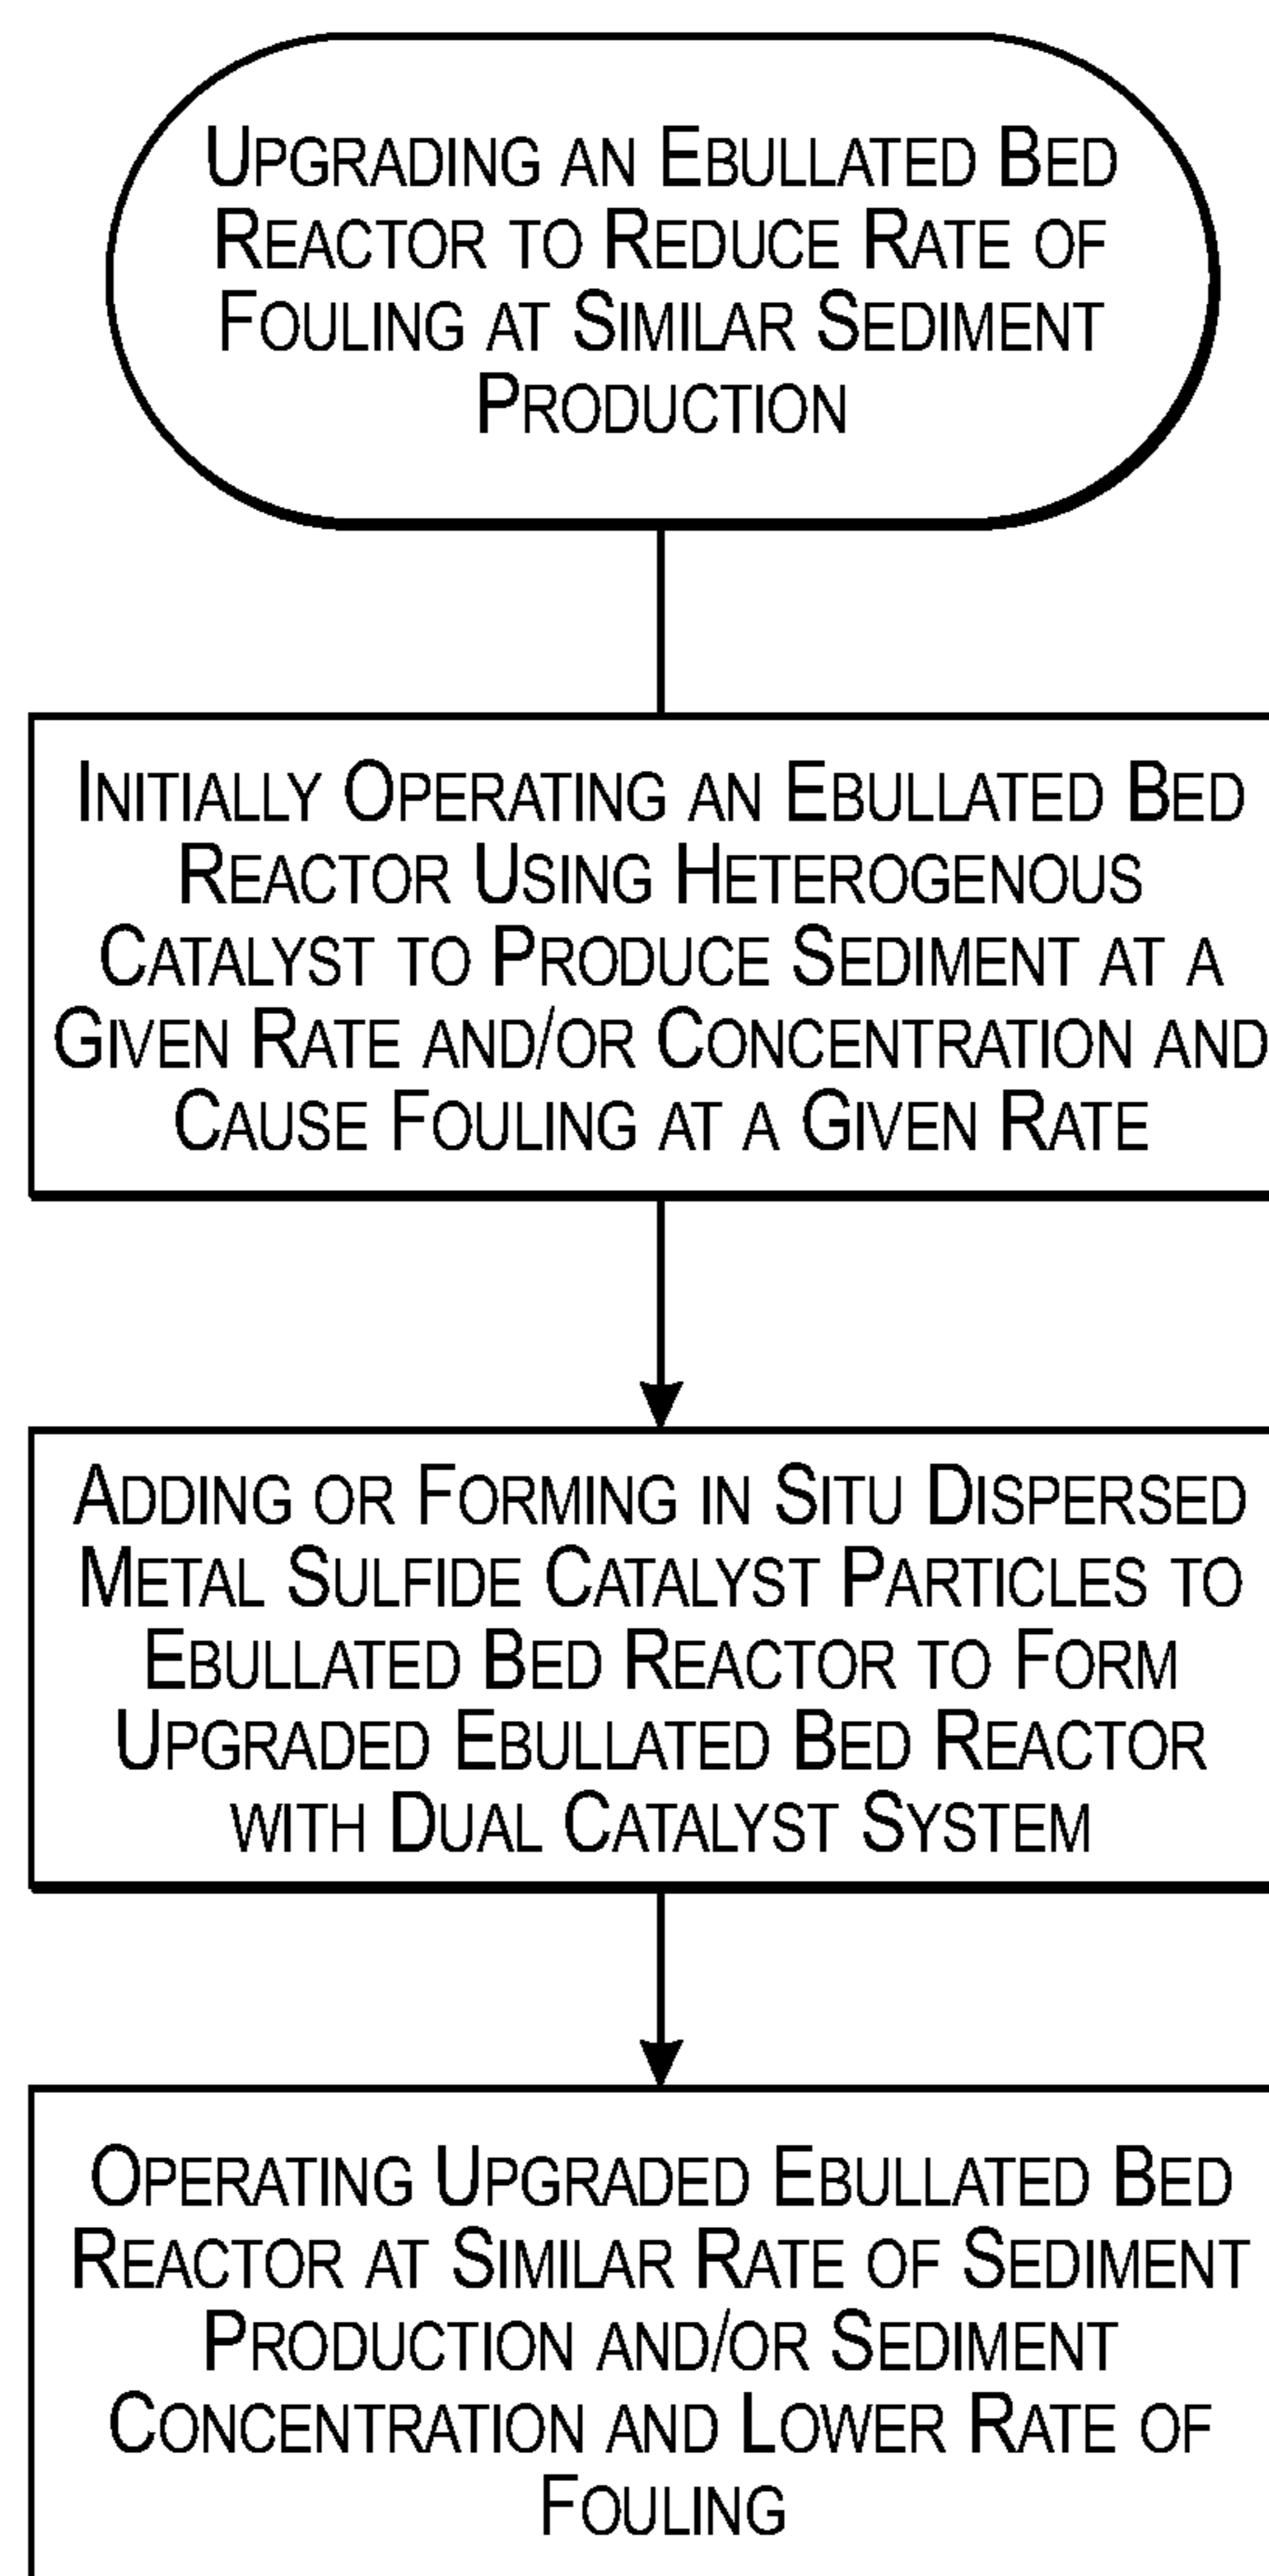 UPGRADING AN EBULLATED BED
REACTOR TO REDUCE RATE OF
FOULING AT SIMILAR SEDIMENT
PRODUCTION
INITIALLY OPERATING AN EBULLATED BED
REACTOR USING HETEROGENOUS
CATALYST TO PRODUCE SEDIMENT AT A
GIVEN RATE AND/OR CONCENTRATION AND
CAUSE FOULING AT A GIVEN RATE
ADDING OR FORMING IN SITU DISPERSED
METAL SULFIDE CATALYST PARTICLES TO
EBULLATED BED REACTOR TO FORM
UPGRADED EBULLATED BED REACTOR
WITH DUAL CATALYST SYSTEM
OPERATING UPGRADED EBULLATED BED
REACTOR AT SIMILAR RATE OF SEDIMENT
PRODUCTION AND/OR SEDIMENT
CONCENTRATION AND LOWER RATE OF
FOULING